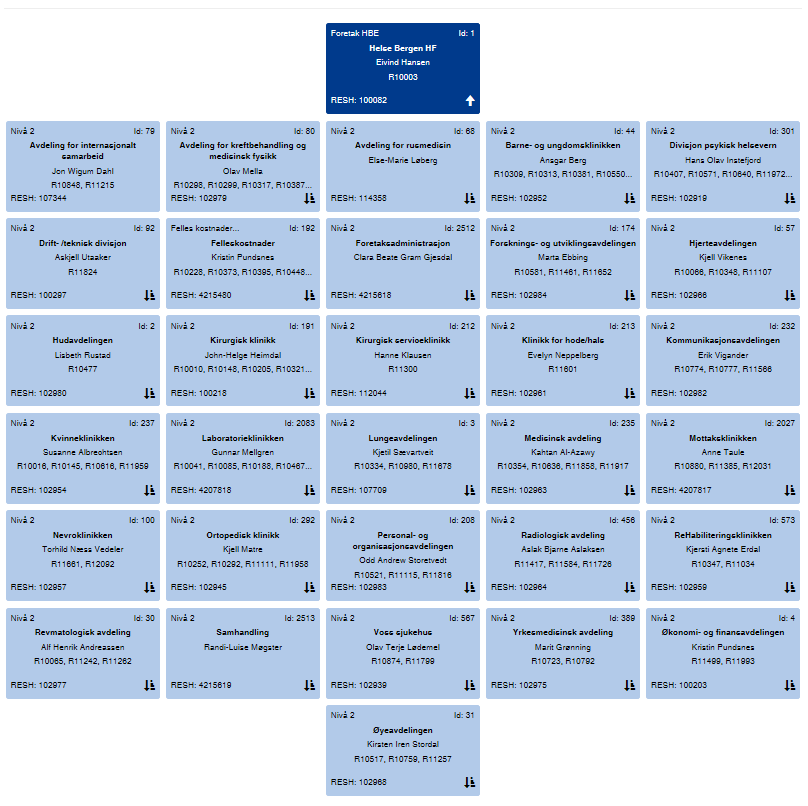 Foretak HBE Id: 1
Helse Bergen HF
Eivind Hansen
R10003
RESH: 100082
Nivå 2 Id: 79
Avdeling for internasjonalt
samarbeid
Jon Wigum Dahl
R10848, R11215
RESH: 107344
Nivå 2 Id: 80
Avdeling for kreftbehandling og
medisinsk fysikk
Olav Mella
R10298, R10299, R10317, R10387...
RESH: 102979
Nivå 2 Id: 68
Avdeling for rusmedisin
Else-Marie Løberg
RESH: 114358
Nivå 2 Id: 44
Barne- og ungdomsklinikken
Ansgar Berg
R10309, R10313, R10381, R10550...
RESH: 102952
Nivå 2 Id: 301
Divisjon psykisk helsevern
Hans Olav Instefjord
R10407, R10571, R10640, R11972...
RESH: 102919
Nivå 2 Id: 92
Drift- /teknisk divisjon
Askjell Utaaker
R11824
RESH: 100297
Felles kostnader... Id: 192
Felleskostnader
Kristin Pundsnes
R10228, R10373, R10395, R10448...
RESH: 4215480
Nivå 2 Id: 2512
Foretaksadministrasjon
Clara Beate Gram Gjesdal
RESH: 4215618
Nivå 2 Id: 174
Forsknings- og utviklingsavdelingen
Marta Ebbing
R10581, R11461, R11652
RESH: 102984
Nivå 2 Id: 57
Hjerteavdelingen
Kjell Vikenes
R10066, R10348, R11107
RESH: 102966
Nivå 2 Id: 2
Hudavdelingen
Lisbeth Rustad
R10477
RESH: 102980
Nivå 2 Id: 191
Kirurgisk klinikk
John-Helge Heimdal
R10010, R10148, R10205, R10321...
RESH: 100218
Nivå 2 Id: 212
Kirurgisk serviceklinikk
Hanne Klausen
R11300
RESH: 112044
Nivå 2 Id: 213
Klinikk for hode/hals
Evelyn Neppelberg
R11601
RESH: 102961
Nivå 2 Id: 232
Kommunikasjonsavdelingen
Erik Vigander
R10774, R10777, R11566
RESH: 102982
Nivå 2 Id: 237
Kvinneklinikken
Susanne Albrechtsen
R10016, R10145, R10616, R11959
RESH: 102954
Nivå 2 Id: 2083
Laboratorieklinikken
Gunnar Mellgren
R10041, R10085, R10188, R10467...
RESH: 4207818
Nivå 2 Id: 3
Lungeavdelingen
Kjetil Sævartveit
R10334, R10980, R11678
RESH: 107709
Nivå 2 Id: 235
Medisinsk avdeling
Kahtan Al-Azawy
R10354, R10636, R11858, R11917
RESH: 102963
Nivå 2 Id: 2027
Mottaksklinikken
Anne Taule
R10880, R11385, R12031
RESH: 4207817
Nivå 2 Id: 100
Nevroklinikken
Torhild Næss Vedeler
R11661, R12092
RESH: 102957
Nivå 2 Id: 292
Ortopedisk klinikk
Kjell Matre
R10252, R10292, R11111, R11958
RESH: 102945
Nivå 2 Id: 208
Personal- og
organisasjonsavdelingen
Odd Andrew Storetvedt
R10521, R11115, R11816
RESH: 102983
Nivå 2 Id: 456
Radiologisk avdeling
Aslak Bjarne Aslaksen
R11417, R11584, R11726
RESH: 102964
Nivå 2 Id: 573
ReHabiliteringsklinikken
Kjersti Agnete Erdal
R10347, R11034
RESH: 102959
Nivå 2 Id: 30
Revmatologisk avdeling
Alf Henrik Andreassen
R10065, R11242, R11262
RESH: 102977
Nivå 2 Id: 2513
Samhandling
Randi-Luise Møgster
RESH: 4215619
Nivå 2 Id: 567
Voss sjukehus
Olav Terje Lødemel
R10874, R11799
RESH: 102939
Nivå 2 Id: 389
Yrkesmedisinsk avdeling
Marit Grønning
R10723, R10792
RESH: 102975
Nivå 2 Id: 4
Økonomi- og finansavdelingen
Kristin Pundsnes
R11499, R11993
RESH: 100203
Nivå 2 Id: 31
Øyeavdelingen
Kirsten Iren Stordal
R10517, R10759, R11257
RESH: 102968